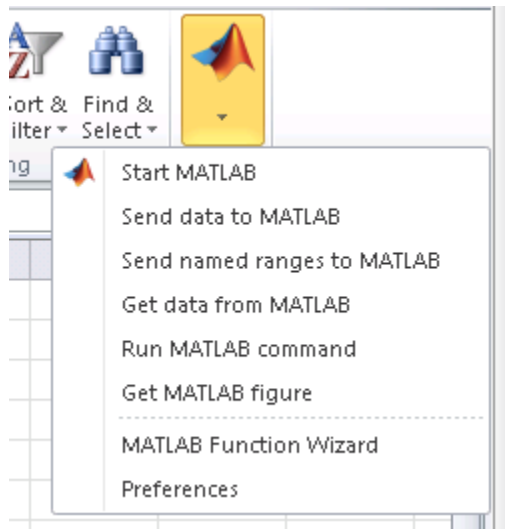 A
Z
Sort & Find &
ilter Select
ng
Start MATLAB
Send data to MATLAB
Send named ranges to MATLAB
Get data from MATLAB
Run MATLAB command
Get MATLAB figure
MATLAB Function Wizard
Preferences